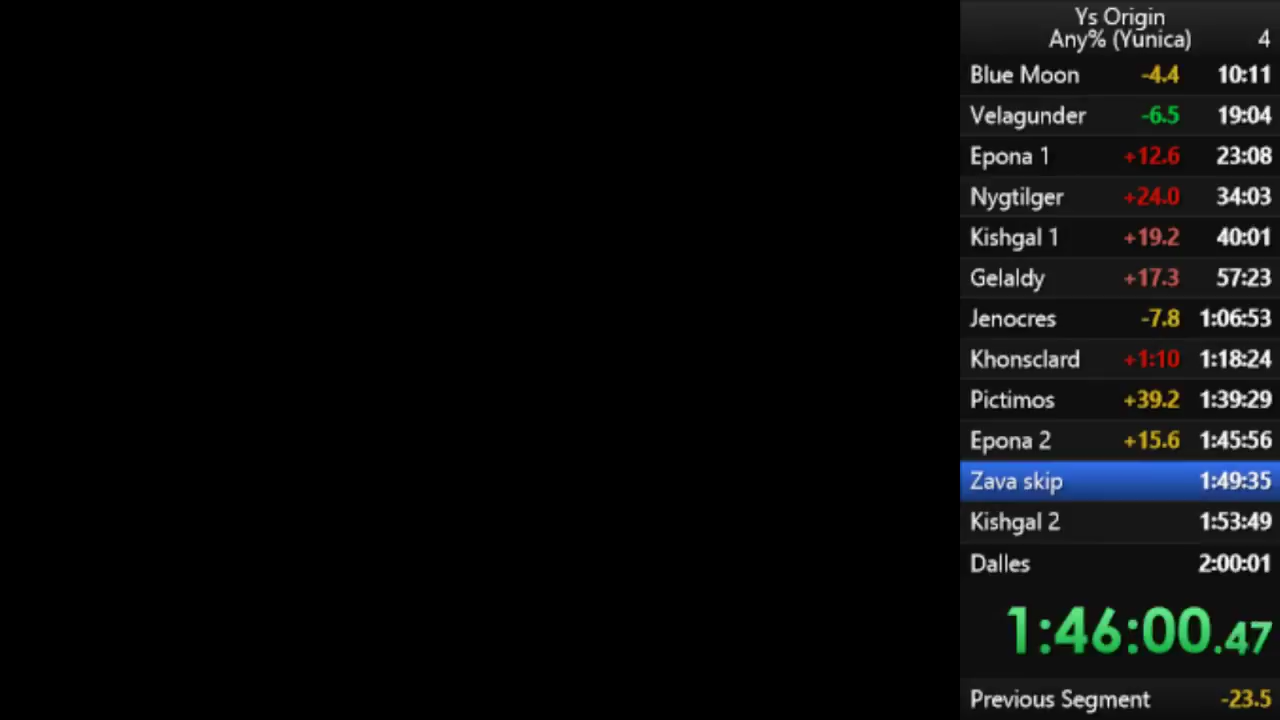 Ys Origin
Any% (Yunica) 4
Blue Moon -4.4 10:11
Velagunder -6.5 19:04
Epona 1 +12.6 23:08
Nygtilger +24.0 34:03
Kishgal 1 +19.2 40:01
Gelaldy +17.3 57:23
Jenocres -7.8 1:06:53
Khonsclard +1:10 1:18:24
Pictimos +39.2 1:39:29
Epona 2 +15.6 1:45:56
Zava skip 1:49:35
Kishgal 2 1:53:49
Dalles 2:00:01
1:46:00.47
Previous Segment -23.5